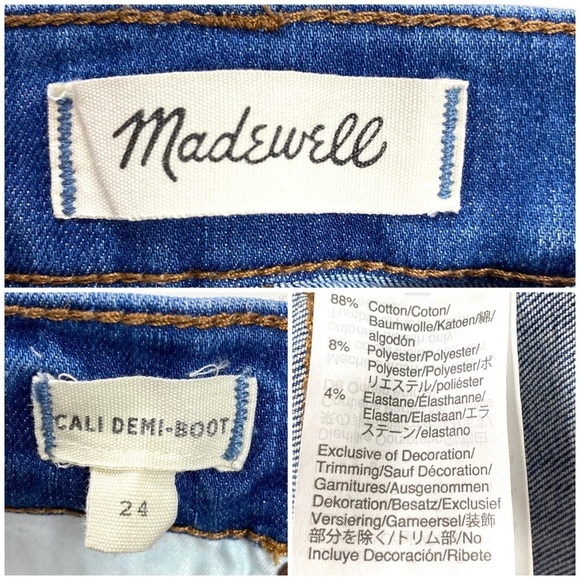 Madewell
CALI DEMI-BOOT
24
88% Cotton/Coton/
Baumwolle/Katoen/綿/
algodón
8% Polyester/Polyester/
Polyester/Polyester/ポ
リエステル/poliéster
4% Elastane/Élasthanne/
Elastan/Elastaan/エラ
ステーン/elastano
Exclusive of Decoration/
Trimming/Sauf Décoration/
Garnitures/Ausgenommen
Dekoration/Besatz/Exclusief
Versiering/Gameersel/装飾
部分を除く/トリム部/No
Incluye Decoración/Ribete